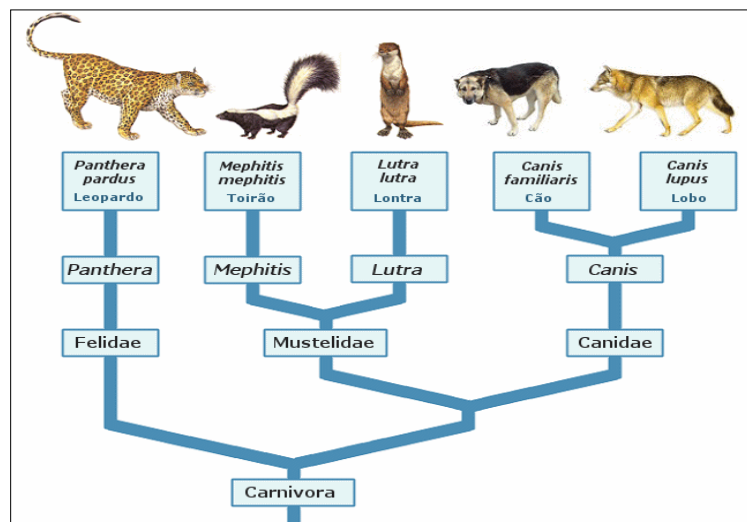 Panthera
pardus
Leopardo
Mephitis
mephitis
Toirão
Lutra
lutra
Lontra
Canis
familiaris
Cão
Canis
lupus
Lobo
Panthera
Mephitis
Lutra
Canis
Felidae
Mustelidae
Canidae
Carnivora